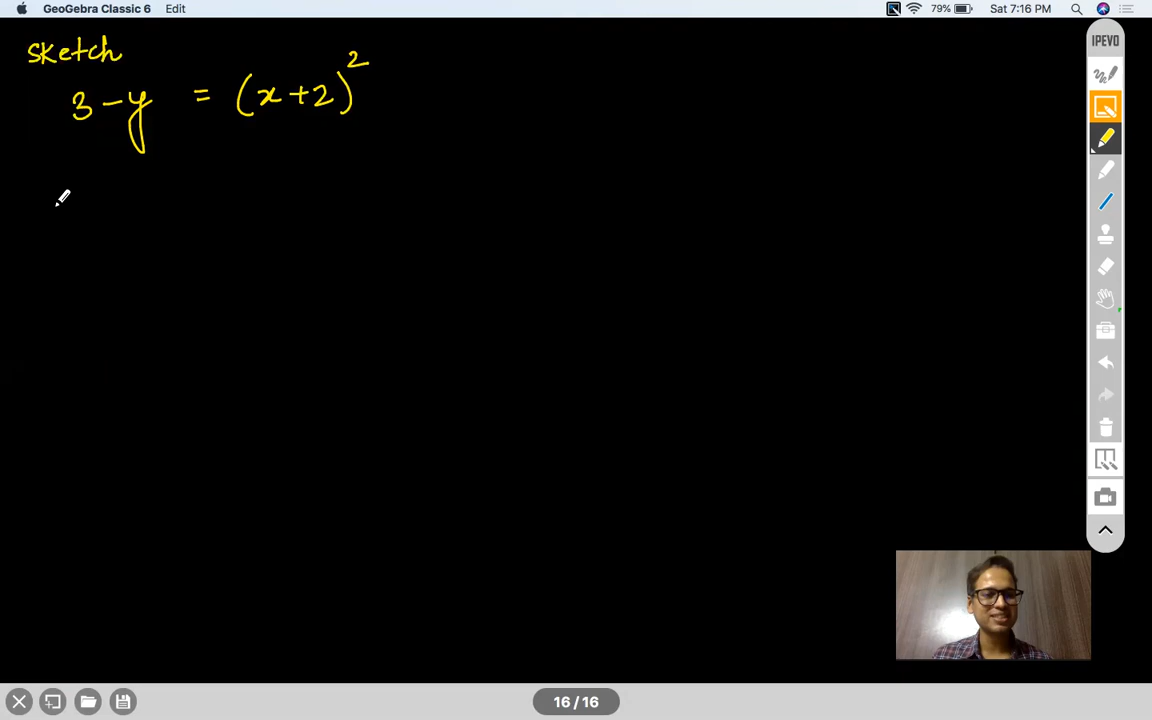 GeoGebra Classic 6 Edit 79% Sat 7:16 PM
IPEVO
sketch
3 - y = (x+2)²
16 / 16